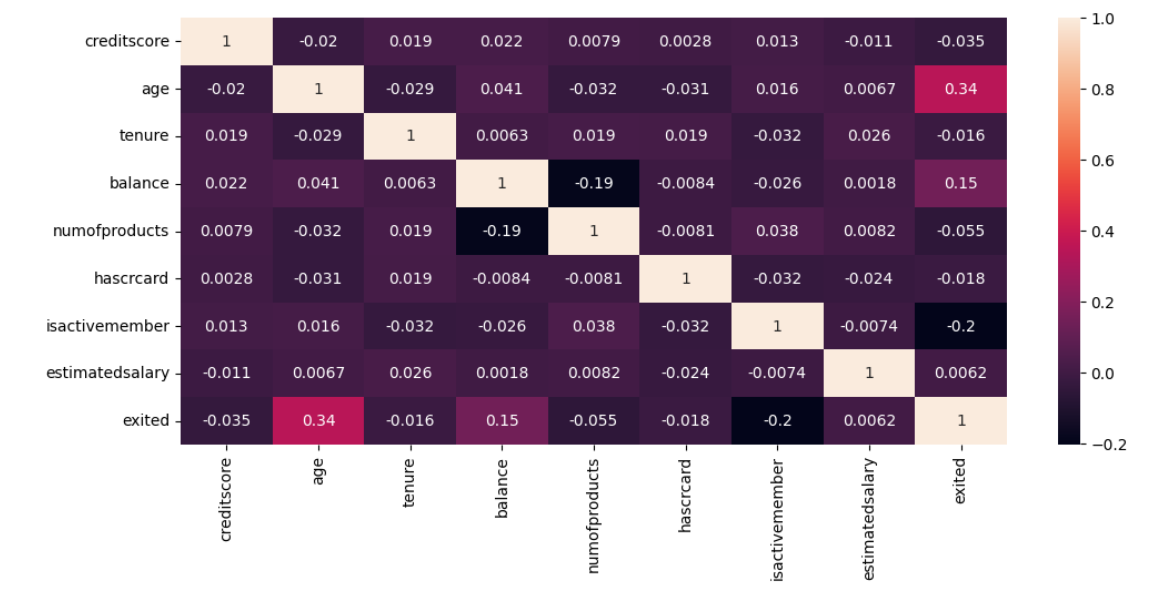 creditscore 1 -0.02 0.019 0.022 0.0079 0.0028 0.013 -0.011 -0.035
age -0.02 1 -0.029 0.041 -0.032 -0.031 0.016 0.0067 0.34
tenure 0.019 -0.029 1 0.0063 0.019 0.019 -0.032 0.026 -0.016
balance 0.022 0.041 0.0063 1 -0.19 -0.0084 -0.026 0.0018 0.15
numofproducts 0.0079 -0.032 0.019 -0.19 1 -0.0081 0.038 0.0082 -0.055
hascrcard 0.0028 -0.031 0.019 -0.0084 -0.0081 1 -0.032 -0.024 -0.018
isactivemember 0.013 0.016 -0.032 -0.026 0.038 -0.032 1 -0.0074 -0.2
estimatedsalary -0.011 0.0067 0.026 0.0018 0.0082 -0.024 -0.0074 1 0.0062
exited -0.035 0.34 -0.016 0.15 -0.055 -0.018 -0.2 0.0062 1
creditscore
age
tenure
balance
numofproducts
hascrcard
isactivemember
estimatedsalary
exited
1.0
0.8
0.6
0.4
0.2
0.0
−0.2